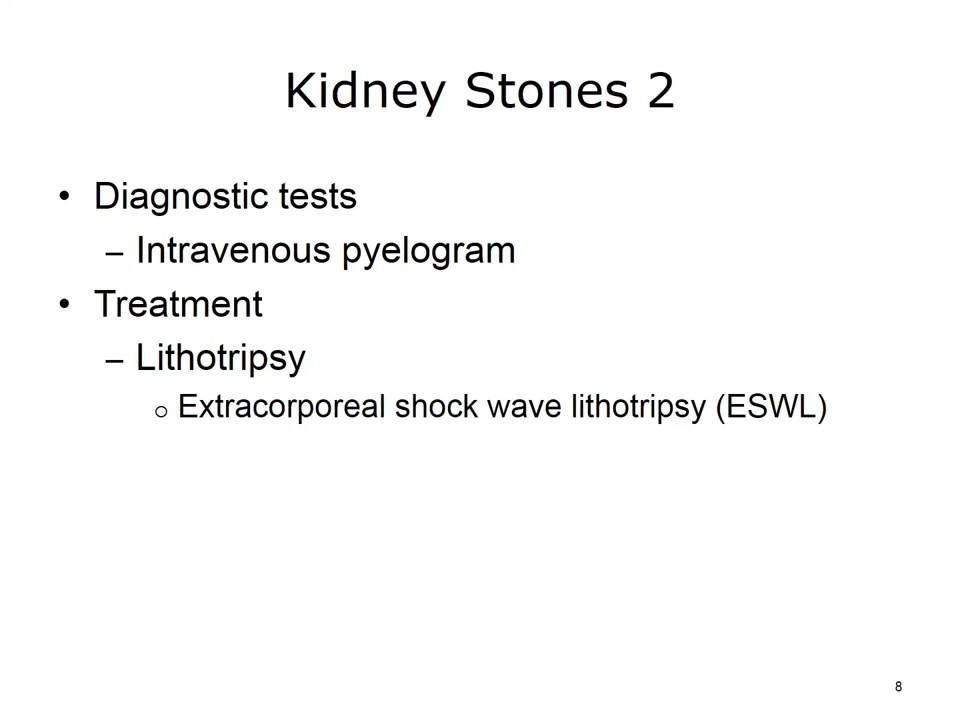 Kidney Stones 2
• Diagnostic tests
– Intravenous pyelogram
• Treatment
– Lithotripsy
o Extracorporeal shock wave lithotripsy (ESWL)
8